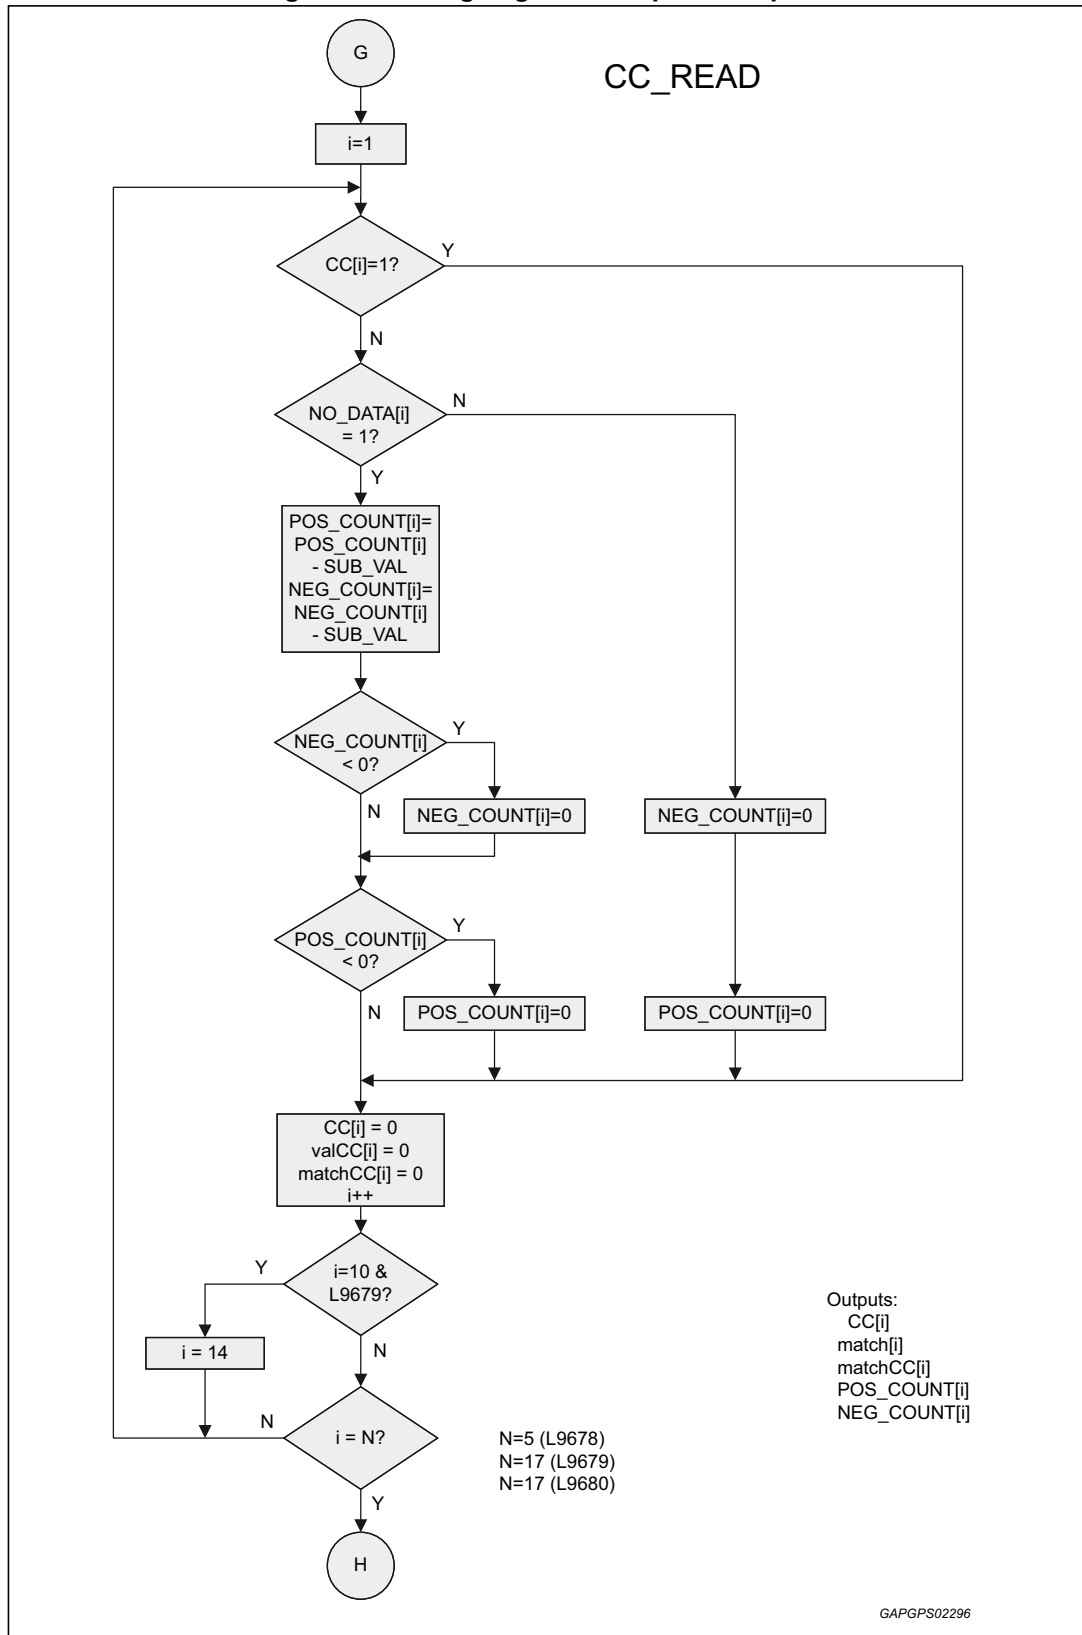 G
CC_READ
i=1
CC[i]=1?
Y
N
NO_DATA[i]
= 1?
N
Y
POS_COUNT[i]=
POS_COUNT[i]
- SUB_VAL
NEG_COUNT[i]=
NEG_COUNT[i]
- SUB_VAL
NEG_COUNT[i]
< 0?
Y
N
NEG_COUNT[i]=0
NEG_COUNT[i]=0
POS_COUNT[i]
< 0?
Y
N
POS_COUNT[i]=0
POS_COUNT[i]=0
CC[i] = 0
valCC[i] = 0
matchCC[i] = 0
i++
i=10 &
L9679?
Y
N
i = 14
i = N?
N
Y
N=5 (L9678)
N=17 (L9679)
N=17 (L9680)
Outputs:
CC[i]
match[i]
matchCC[i]
POS_COUNT[i]
NEG_COUNT[i]
H
GAPGPS02296